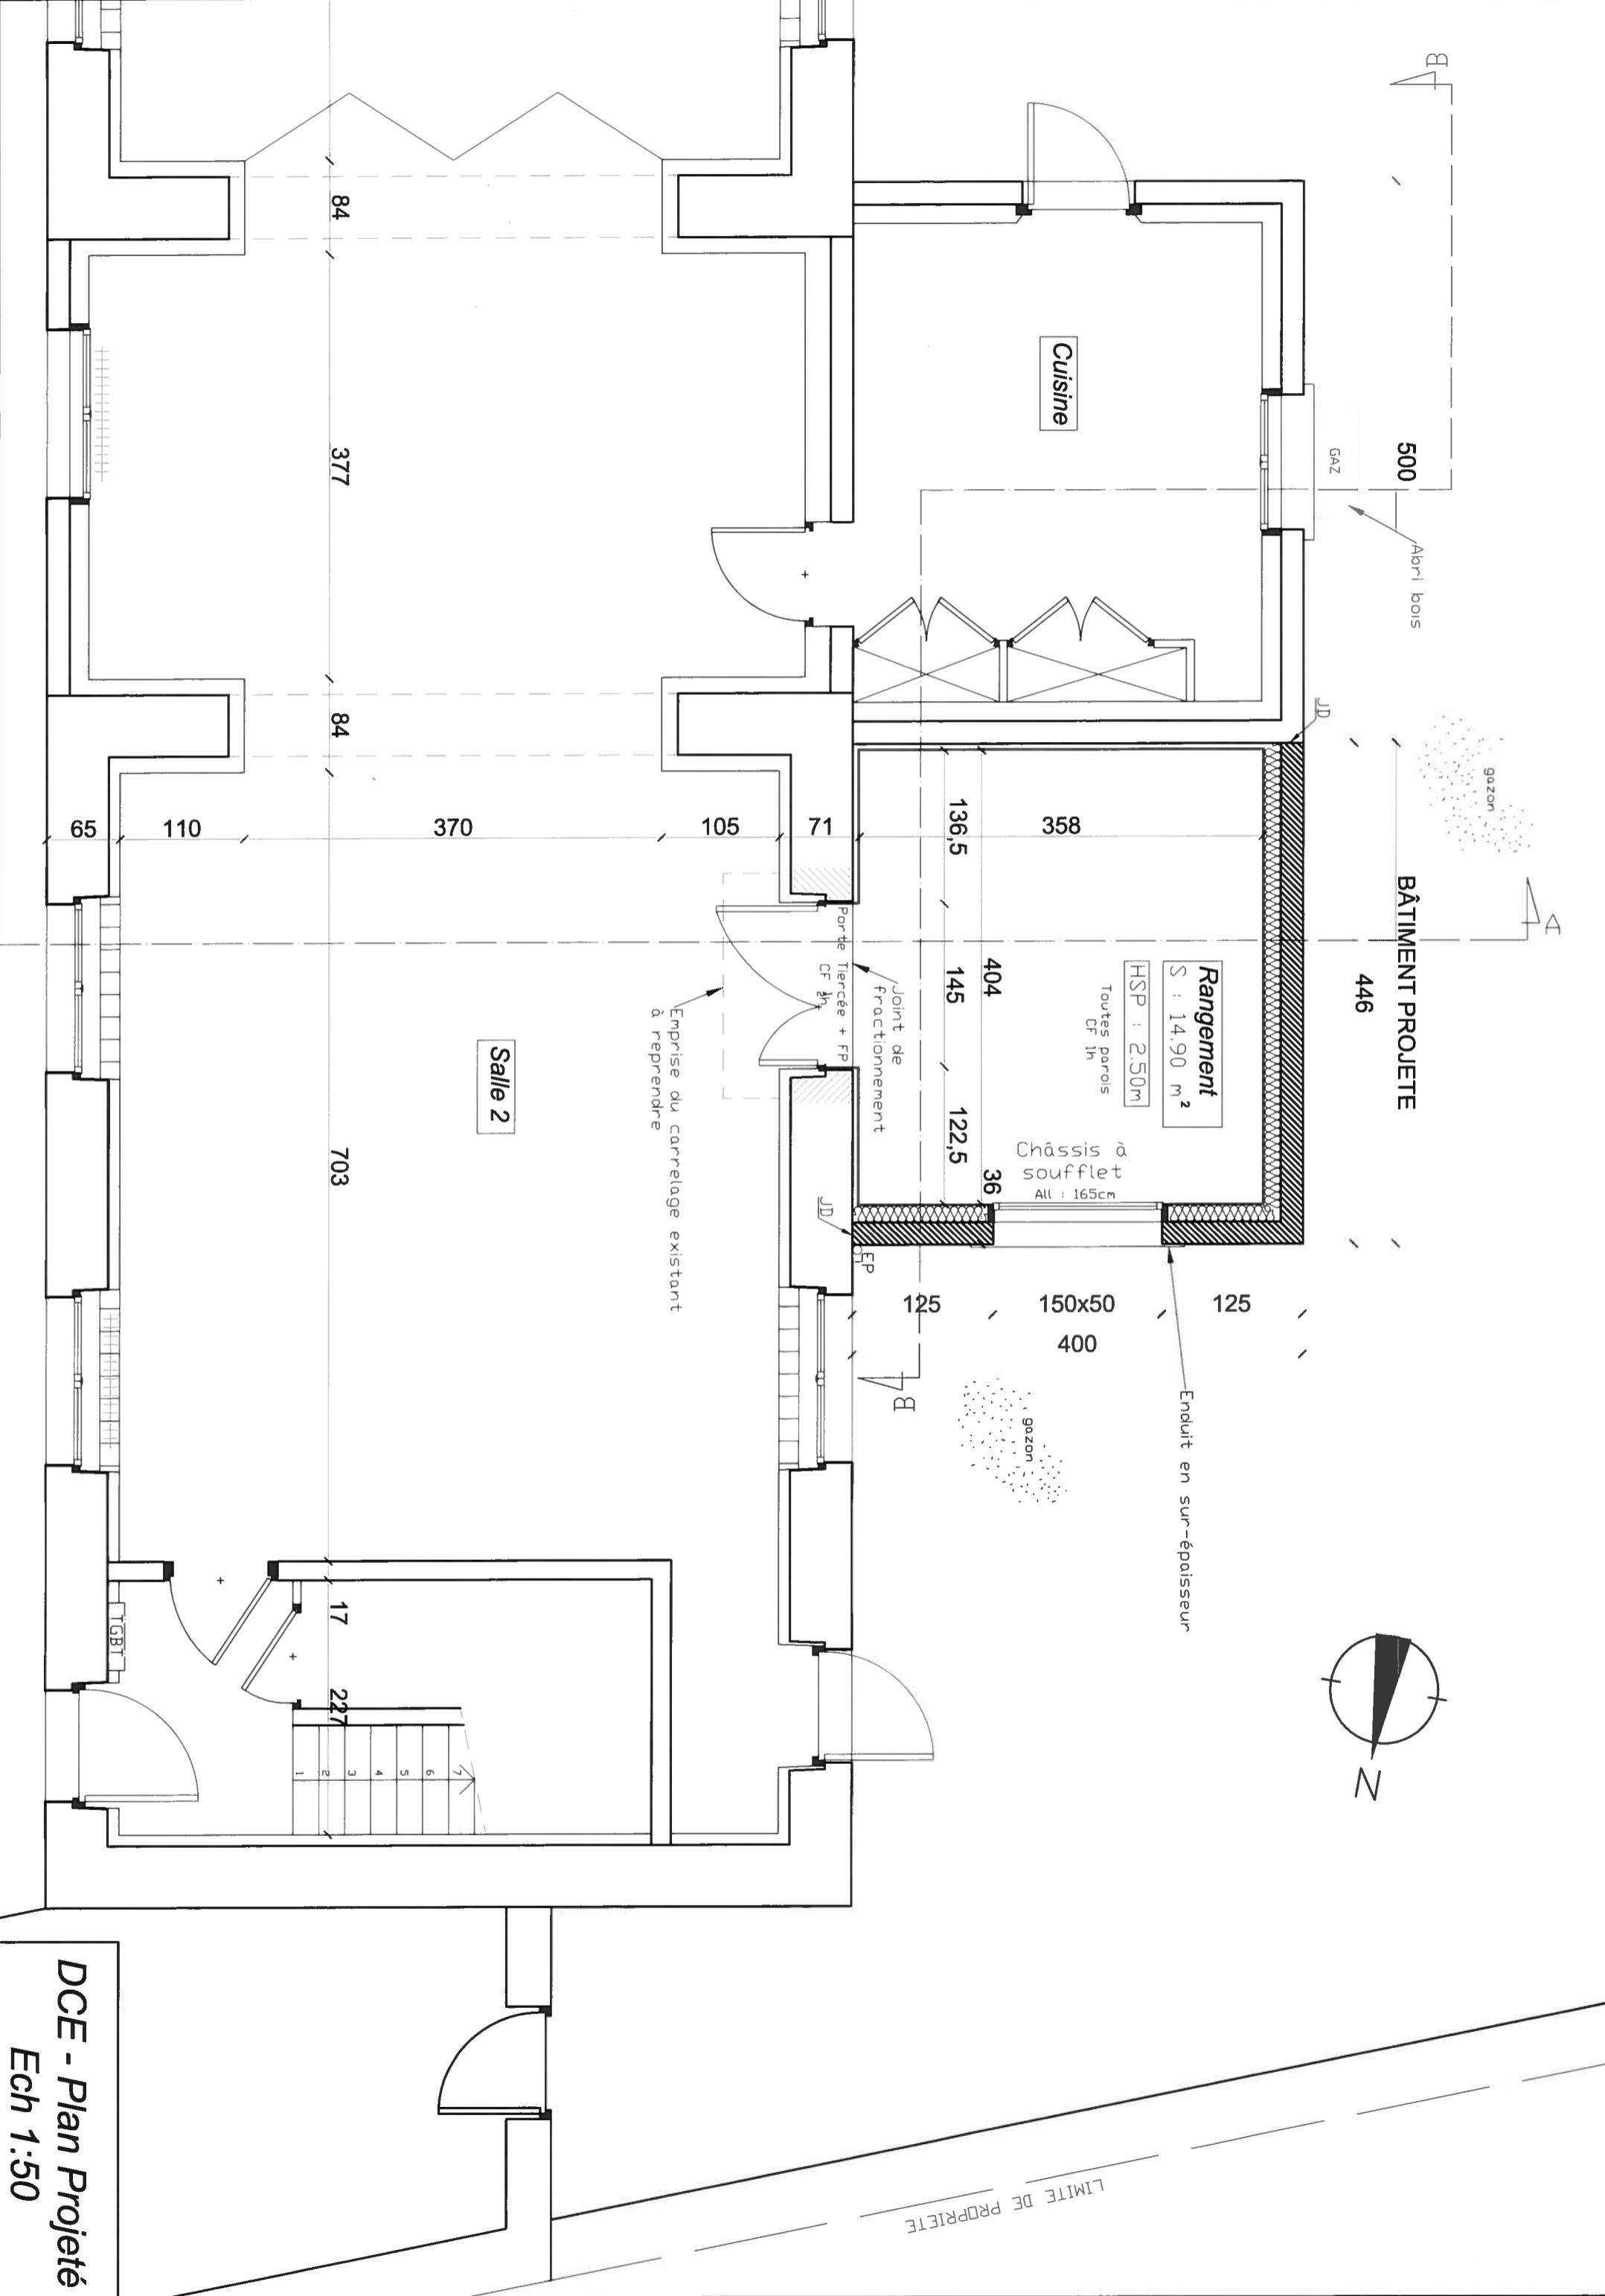 B
500
GAZ
Abri bois
Cuisine
84
377
84
JD
gazon
BÂTIMENT PROJETE
446
A
65
110
370
105
71
358
136,5
145
122,5
404
36
Rangement
S : 14.90 m²
HSP : 2.50m
Toutes parois
CF 1h
Châssis à
soufflet
All : 165cm
Porte Tiercée + FP
CF 1h
Joint de
fractionnement
Emprise du carrelage existant
à reprendre
Salle 2
703
JD
EP
125
150x50
125
400
B
gazon
Enduit en sur-épaisseur
N
17
227
TGBT
1
2
3
4
5
6
7
LIMITE DE PROPRIETE
DCE - Plan Projeté
Ech 1:50